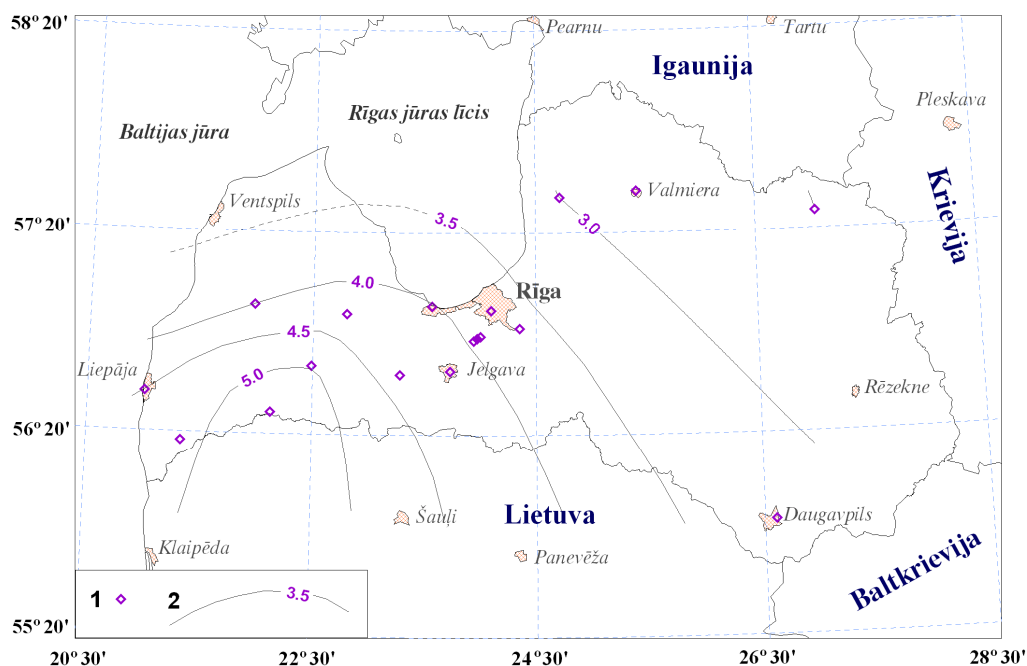 58° 20'
Pearnu
Tartu
Igaunija
Pleskava
Baltijas jūra
Rīgas jūras līcis
Ventspils
Valmiera
Krievija
57° 20'
3.5
3.0
4.0
Rīga
4.5
Liepāja
5.0
Jelgava
Rēzekne
56° 20'
Šauļi
Lietuva
Daugavpils
Klaipēda
Panevēža
Baltkrievija
1
2
3.5
55° 20'
20° 30'
22° 30'
24° 30'
26° 30'
28° 30'